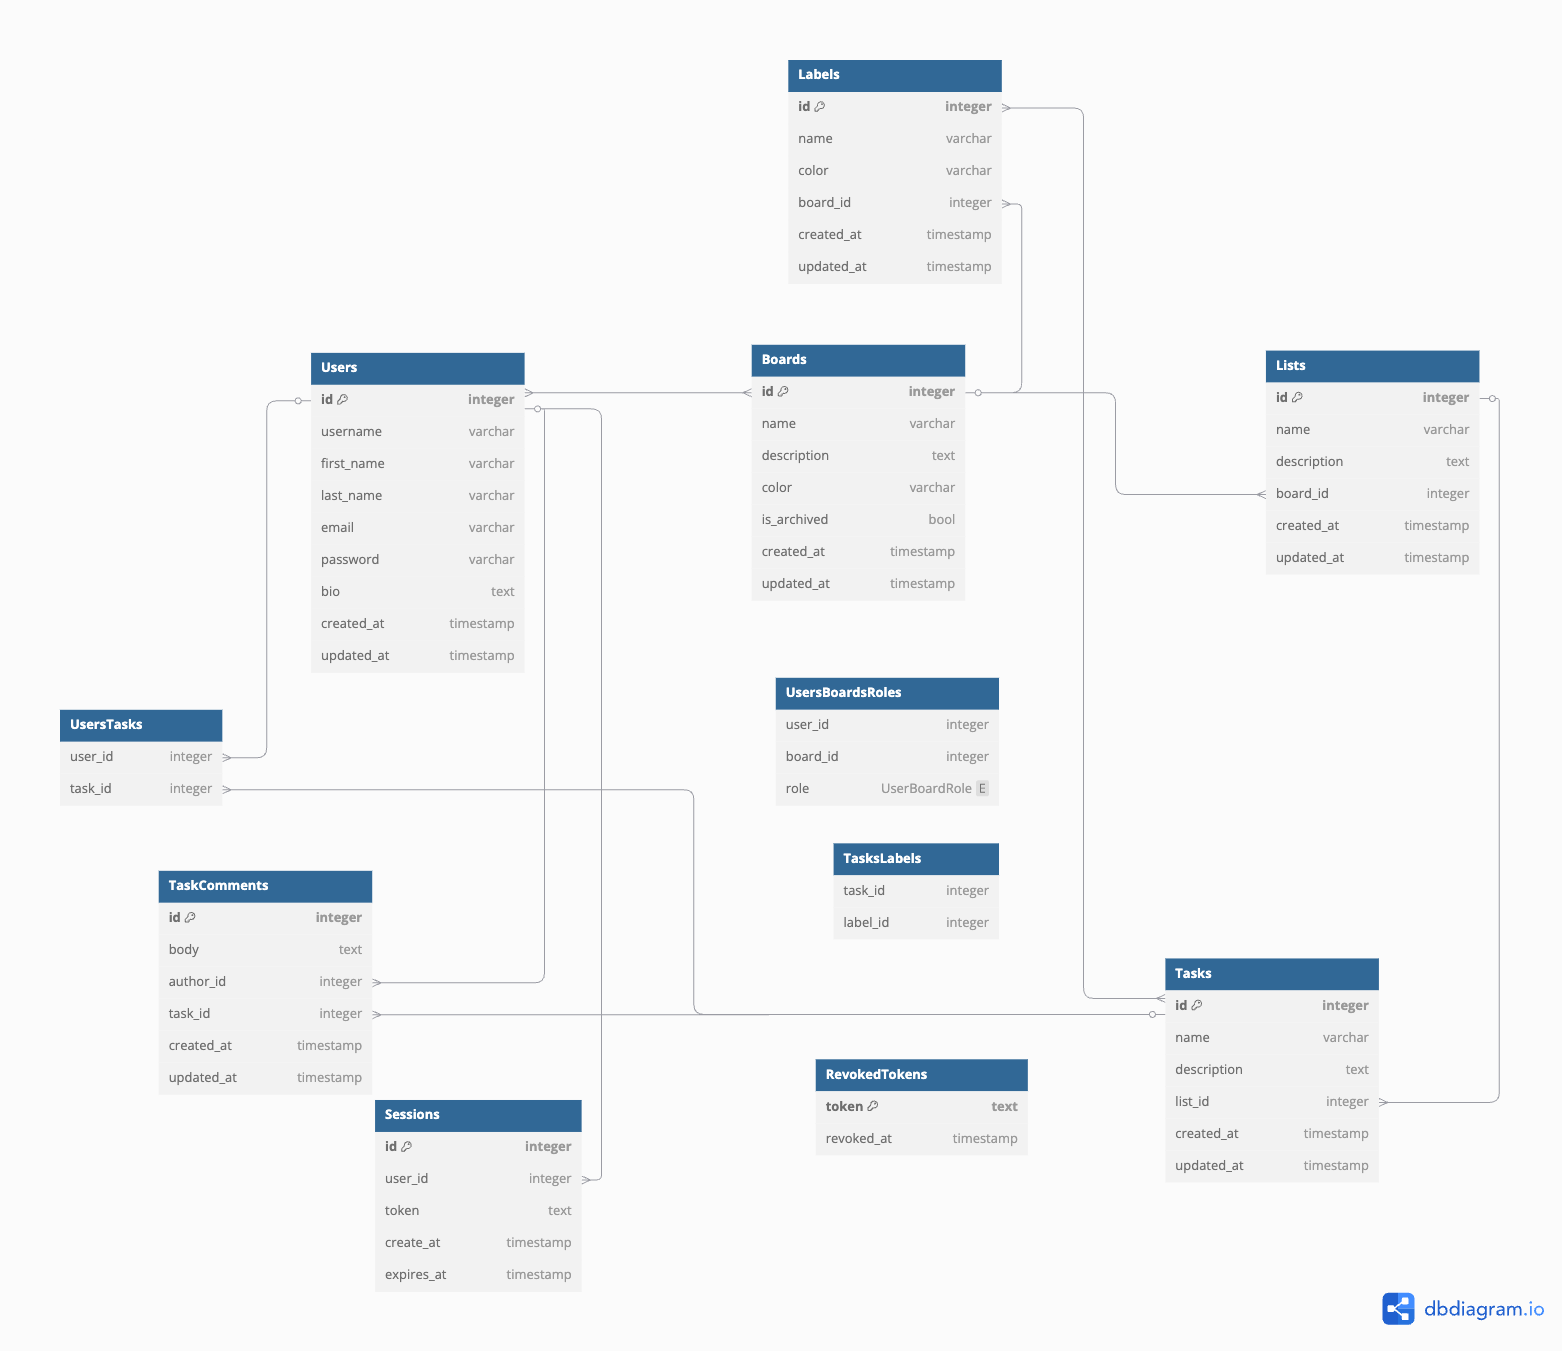 Labels
id integer
name varchar
color varchar
board_id integer
created_at timestamp
updated_at timestamp
Users
id integer
username varchar
first_name varchar
last_name varchar
email varchar
password varchar
bio text
created_at timestamp
updated_at timestamp
Boards
id integer
name varchar
description text
color varchar
is_archived bool
created_at timestamp
updated_at timestamp
Lists
id integer
name varchar
description text
board_id integer
created_at timestamp
updated_at timestamp
UsersTasks
user_id integer
task_id integer
UsersBoardsRoles
user_id integer
board_id integer
role UserBoardRole E
TasksLabels
task_id integer
label_id integer
TaskComments
id integer
body text
author_id integer
task_id integer
created_at timestamp
updated_at timestamp
Tasks
id integer
name varchar
description text
list_id integer
created_at timestamp
updated_at timestamp
RevokedTokens
token text
revoked_at timestamp
Sessions
id integer
user_id integer
token text
create_at timestamp
expires_at timestamp
dbdiagram.io